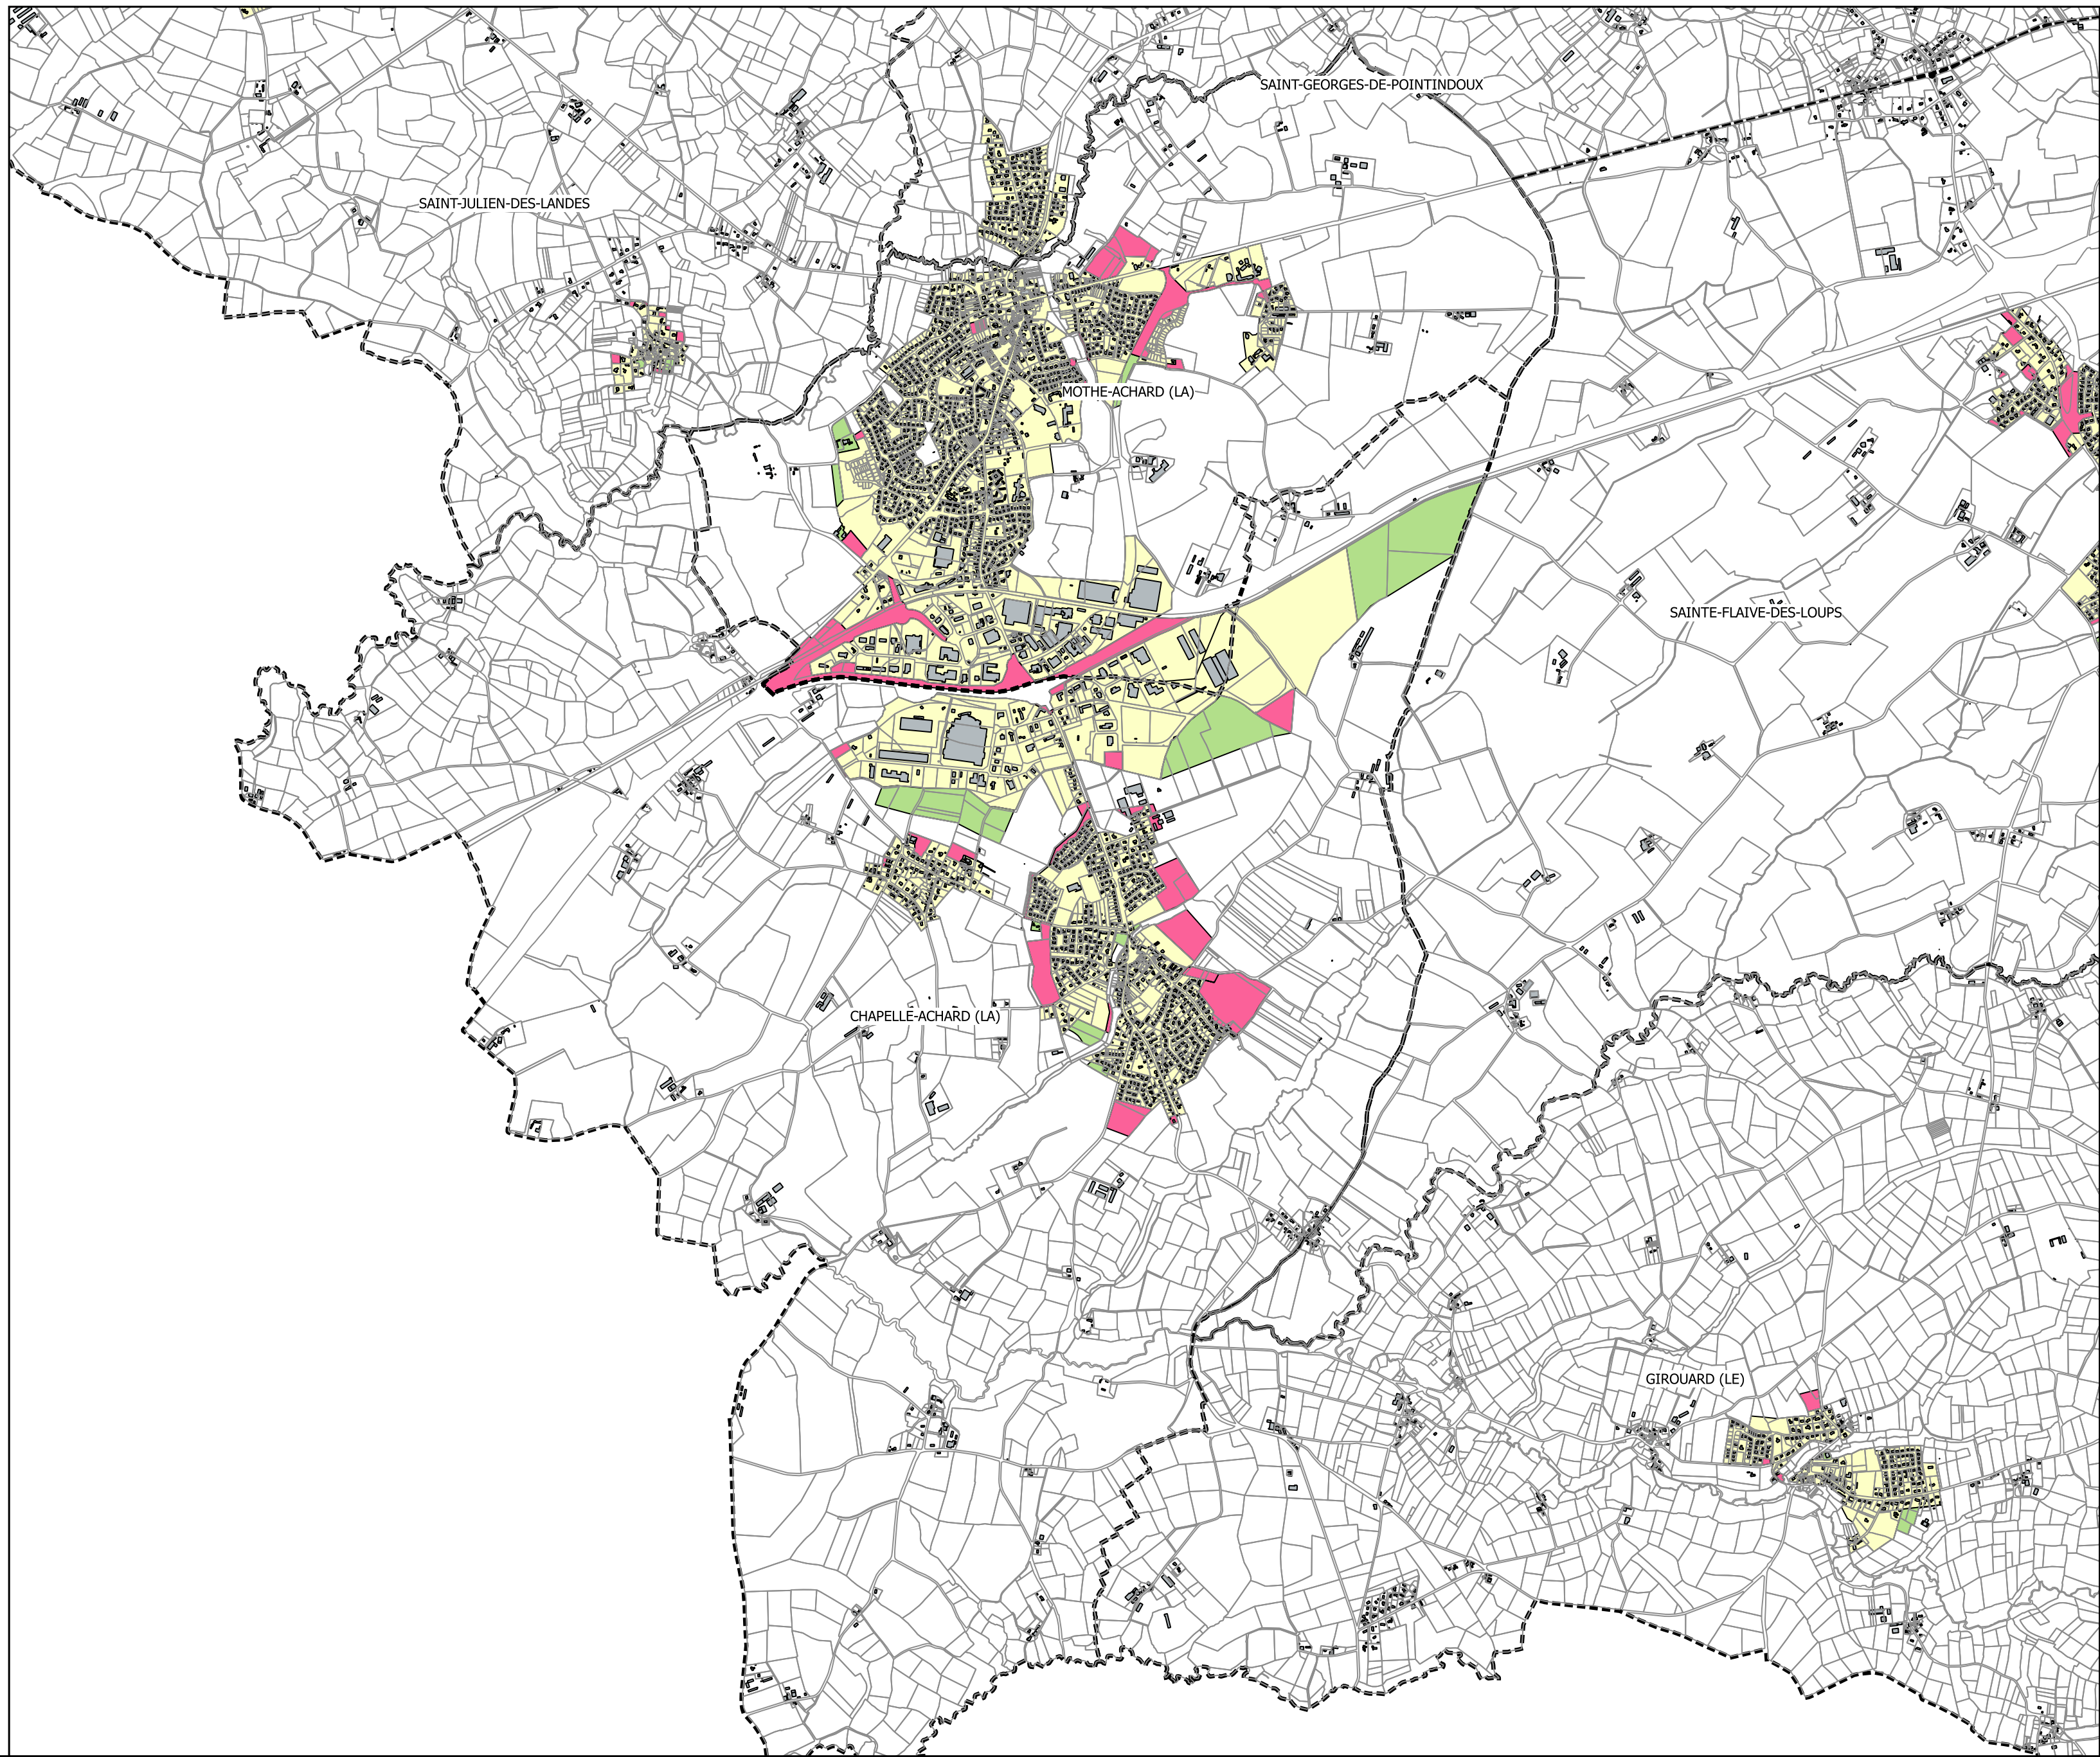 SAINT-GEORGES-DE-POINTINDOUX
SAINT-JULIEN-DES-LANDES
MOTHE-ACHARD (LA)
SAINTE-FLAIVE-DES-LOUPS
CHAPELLE-ACHARD (LA)
GIROUARD (LE)